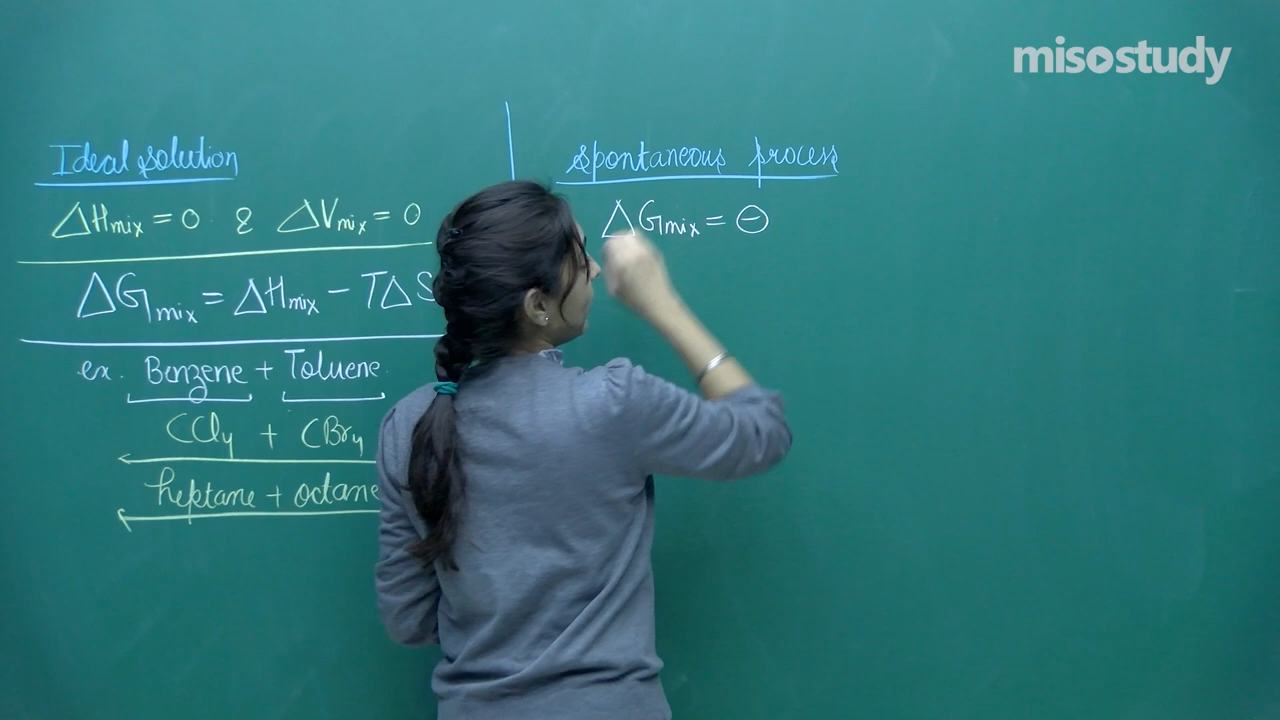 misostudy
Ideal solution
ΔHmix = 0 & ΔVmix = 0
ΔGmix = ΔHmix - TΔS
ex. Benzene + Toluene
CCl4 + CBr4
heptane + octane
spontaneous process
ΔGmix = ⊖